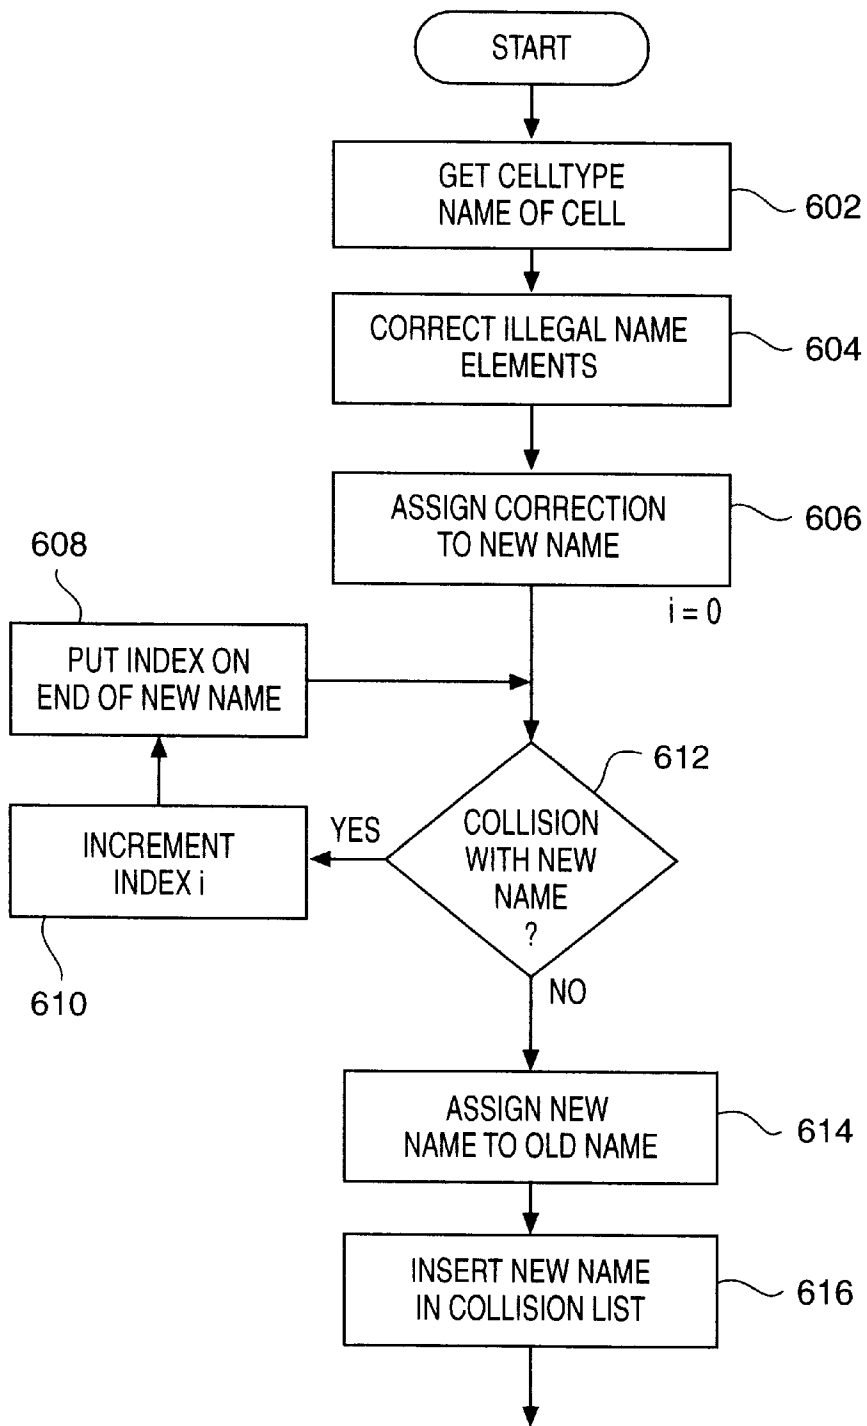 START
GET CELLTYPE
NAME OF CELL
602
CORRECT ILLEGAL NAME
ELEMENTS
604
ASSIGN CORRECTION
TO NEW NAME
606
i = 0
608
PUT INDEX ON
END OF NEW NAME
612
COLLISION
WITH NEW
NAME
?
YES
INCREMENT
INDEX i
610
NO
ASSIGN NEW
NAME TO OLD NAME
614
INSERT NEW NAME
IN COLLISION LIST
616